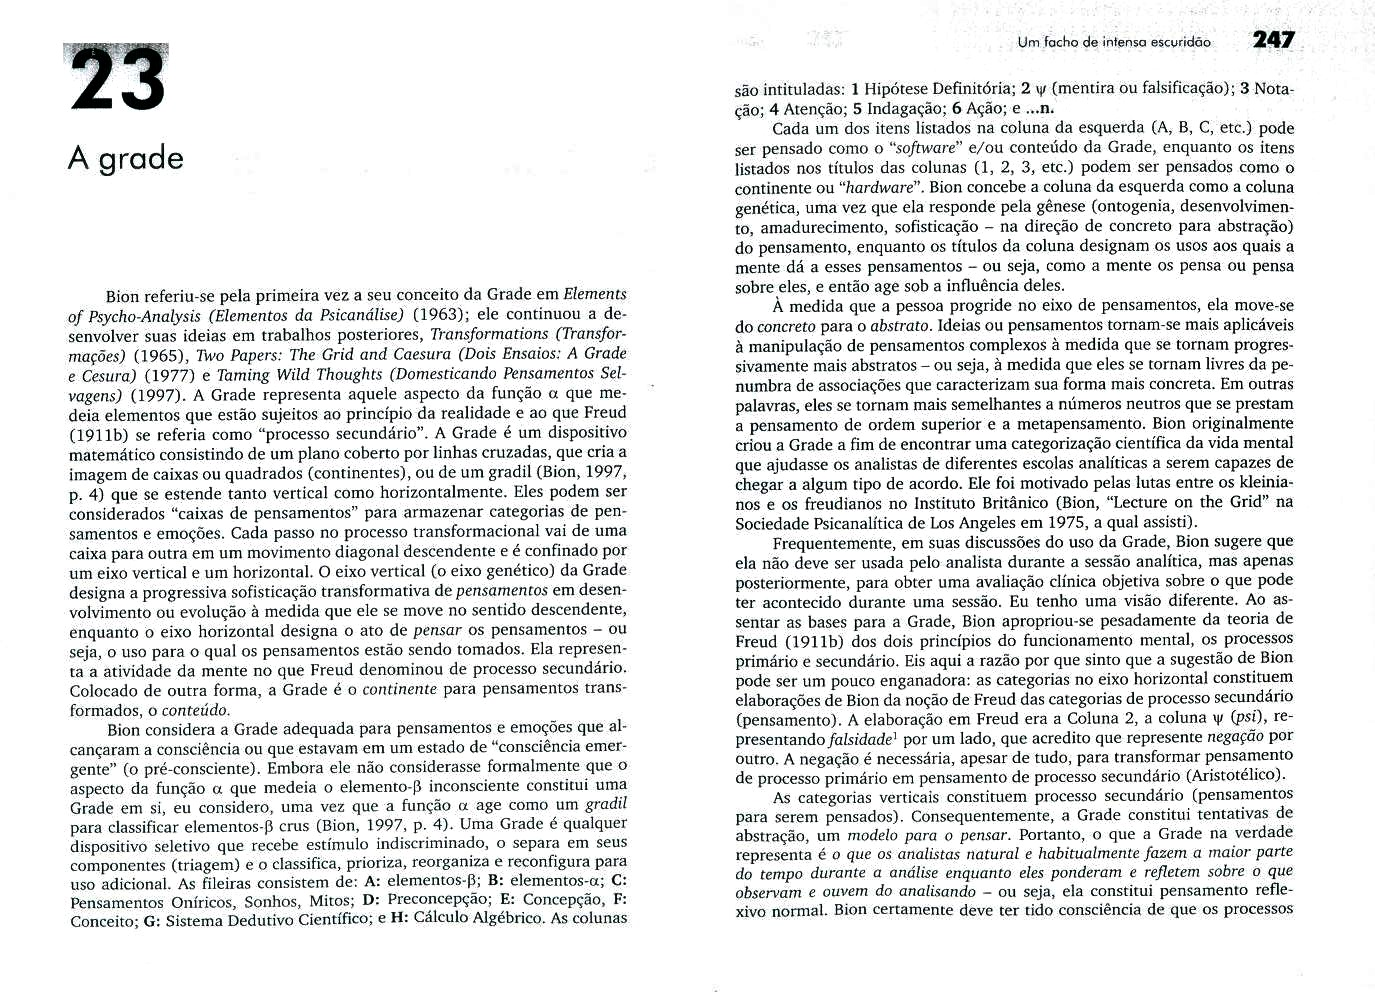 23
A grade
Bion referiu-se pela primeira vez a seu conceito da Grade em Elements
of Psycho-Analysis (Elementos da Psicanálise) (1963); ele continuou a de-
senvolver suas ideias em trabalhos posteriores, Transformations (Transfor-
mações) (1965), Two Papers: The Grid and Caesura (Dois Ensaios: A Grade
e Cesura) (1977) e Taming Wild Thoughts (Domesticando Pensamentos Sel-
vagens) (1997). A Grade representa aquele aspecto da função α que me-
deia elementos que estão sujeitos ao princípio da realidade e ao que Freud
(1911b) se referia como “processo secundário”. A Grade é um dispositivo
matemático consistindo de um plano coberto por linhas cruzadas, que cria a
imagem de caixas ou quadrados (continentes), ou de um gradil (Bion, 1997,
p. 4) que se estende tanto vertical como horizontalmente. Eles podem ser
considerados “caixas de pensamentos” para armazenar categorias de pen-
samentos e emoções. Cada passo no processo transformacional vai de uma
caixa para outra em um movimento diagonal descendente e é confinado por
um eixo vertical e um horizontal. O eixo vertical (o eixo genético) da Grade
designa a progressiva sofisticação transformativa de pensamentos em desen-
volvimento ou evolução à medida que ele se move no sentido descendente,
enquanto o eixo horizontal designa o ato de pensar os pensamentos – ou
seja, o uso para o qual os pensamentos estão sendo tomados. Ela represen-
ta a atividade da mente no que Freud denominou de processo secundário.
Colocado de outra forma, a Grade é o continente para pensamentos trans-
formados, o conteúdo.
Bion considera a Grade adequada para pensamentos e emoções que al-
cançaram a consciência ou que estavam em um estado de “consciência emer-
gente” (o pré-consciente). Embora ele não considerasse formalmente que o
aspecto da função α que medeia o elemento-β inconsciente constitui uma
Grade em si, eu considero, uma vez que a função α age como um gradil
para classificar elementos-β crus (Bion, 1997, p. 4). Uma Grade é qualquer
dispositivo seletivo que recebe estímulo indiscriminado, o separa em seus
componentes (triagem) e o classifica, prioriza, reorganiza e reconfigura para
uso adicional. As fileiras consistem de: A: elementos-β; B: elementos-α; C:
Pensamentos Oníricos, Sonhos, Mitos; D: Preconcepção; E: Concepção, F:
Conceito; G: Sistema Dedutivo Científico; e H: Cálculo Algébrico. As colunas
Um facho de intensa escuridão 247
são intituladas: 1 Hipótese Definitória; 2 ψ (mentira ou falsificação); 3 Nota-
ção; 4 Atenção; 5 Indagação; 6 Ação; e ...n.
Cada um dos itens listados na coluna da esquerda (A, B, C, etc.) pode
ser pensado como o “software” e/ou conteúdo da Grade, enquanto os itens
listados nos títulos das colunas (1, 2, 3, etc.) podem ser pensados como o
continente ou “hardware”. Bion concebe a coluna da esquerda como a coluna
genética, uma vez que ela responde pela gênese (ontogenia, desenvolvimen-
to, amadurecimento, sofisticação – na direção de concreto para abstração)
do pensamento, enquanto os títulos da coluna designam os usos aos quais a
mente dá a esses pensamentos – ou seja, como a mente os pensa ou pensa
sobre eles, e então age sob a influência deles.
À medida que a pessoa progride no eixo de pensamentos, ela move-se
do concreto para o abstrato. Ideias ou pensamentos tornam-se mais aplicáveis
à manipulação de pensamentos complexos à medida que se tornam progres-
sivamente mais abstratos – ou seja, à medida que eles se tornam livres da pe-
numbra de associações que caracterizam sua forma mais concreta. Em outras
palavras, eles se tornam mais semelhantes a números neutros que se prestam
a pensamento de ordem superior e a metapensamento. Bion originalmente
criou a Grade a fim de encontrar uma categorização científica da vida mental
que ajudasse os analistas de diferentes escolas analíticas a serem capazes de
chegar a algum tipo de acordo. Ele foi motivado pelas lutas entre os kleinia-
nos e os freudianos no Instituto Britânico (Bion, “Lecture on the Grid” na
Sociedade Psicanalítica de Los Angeles em 1975, a qual assisti).
Frequentemente, em suas discussões do uso da Grade, Bion sugere que
ela não deve ser usada pelo analista durante a sessão analítica, mas apenas
posteriormente, para obter uma avaliação clínica objetiva sobre o que pode
ter acontecido durante uma sessão. Eu tenho uma visão diferente. Ao as-
sentar as bases para a Grade, Bion apropriou-se pesadamente da teoria de
Freud (1911b) dos dois princípios do funcionamento mental, os processos
primário e secundário. Eis aqui a razão por que sinto que a sugestão de Bion
pode ser um pouco enganadora: as categorias no eixo horizontal constituem
elaborações de Bion da noção de Freud das categorias de processo secundário
(pensamento). A elaboração em Freud era a Coluna 2, a coluna ψ (psi), re-
presentando falsidade¹ por um lado, que acredito que represente negação por
outro. A negação é necessária, apesar de tudo, para transformar pensamento
de processo primário em pensamento de processo secundário (Aristotélico).
As categorias verticais constituem processo secundário (pensamentos
para serem pensados). Consequentemente, a Grade constitui tentativas de
abstração, um modelo para o pensar. Portanto, o que a Grade na verdade
representa é o que os analistas natural e habitualmente fazem a maior parte
do tempo durante a análise enquanto eles ponderam e refletem sobre o que
observam e ouvem do analisando – ou seja, ela constitui pensamento refle-
xivo normal. Bion certamente deve ter tido consciência de que os processos